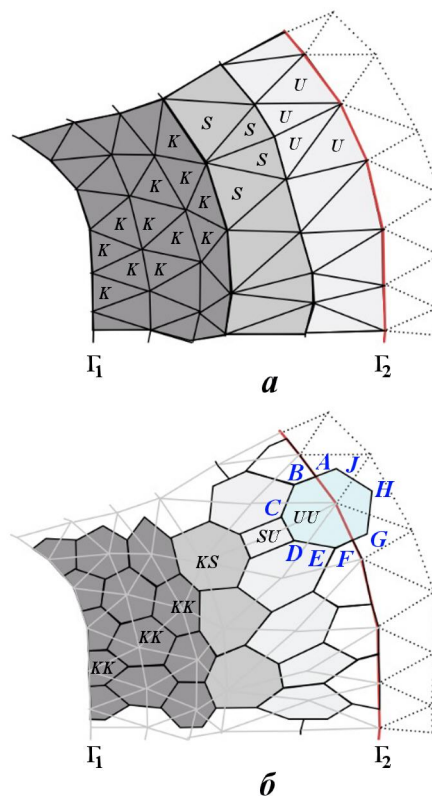 U
K S U
S
K K S U U
K S
K K K K
K K K
K
Γ1 Γ2
а
B A J
H
C UU
SU
D E F G
KS
KK
KK
KK
Γ1 Γ2
б